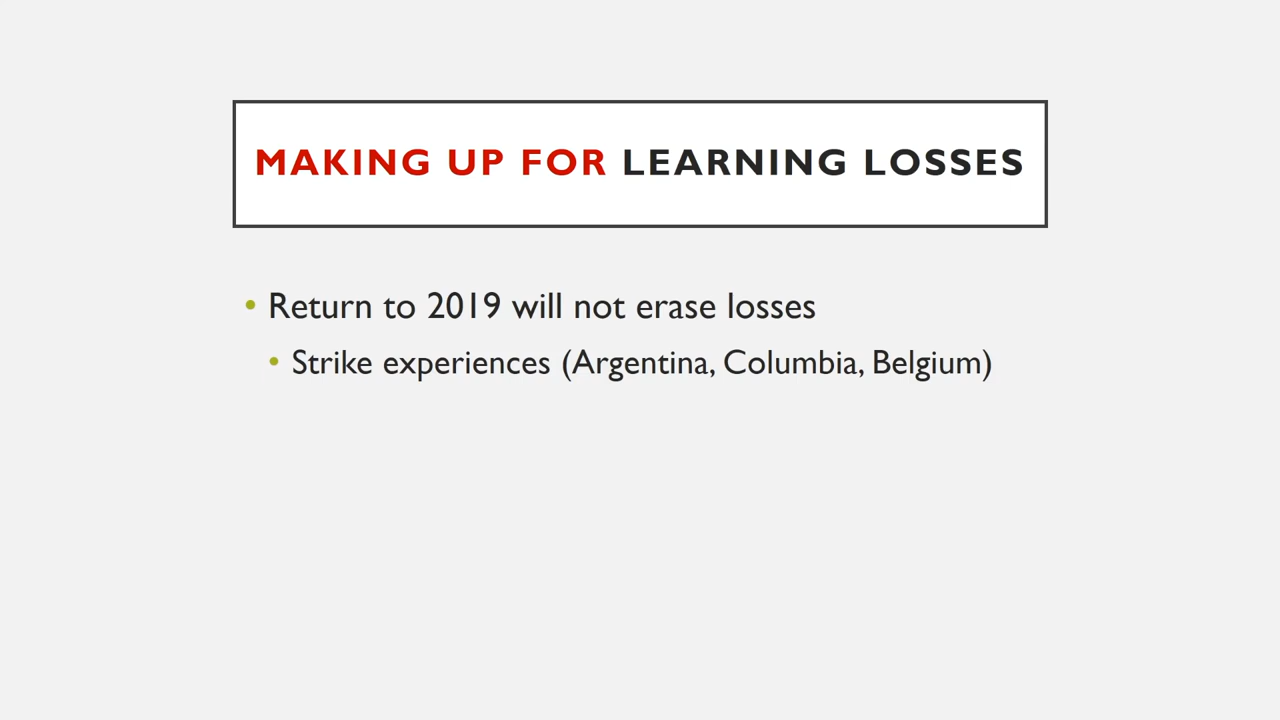 MAKING UP FOR LEARNING LOSSES
• Return to 2019 will not erase losses
• Strike experiences (Argentina, Columbia, Belgium)